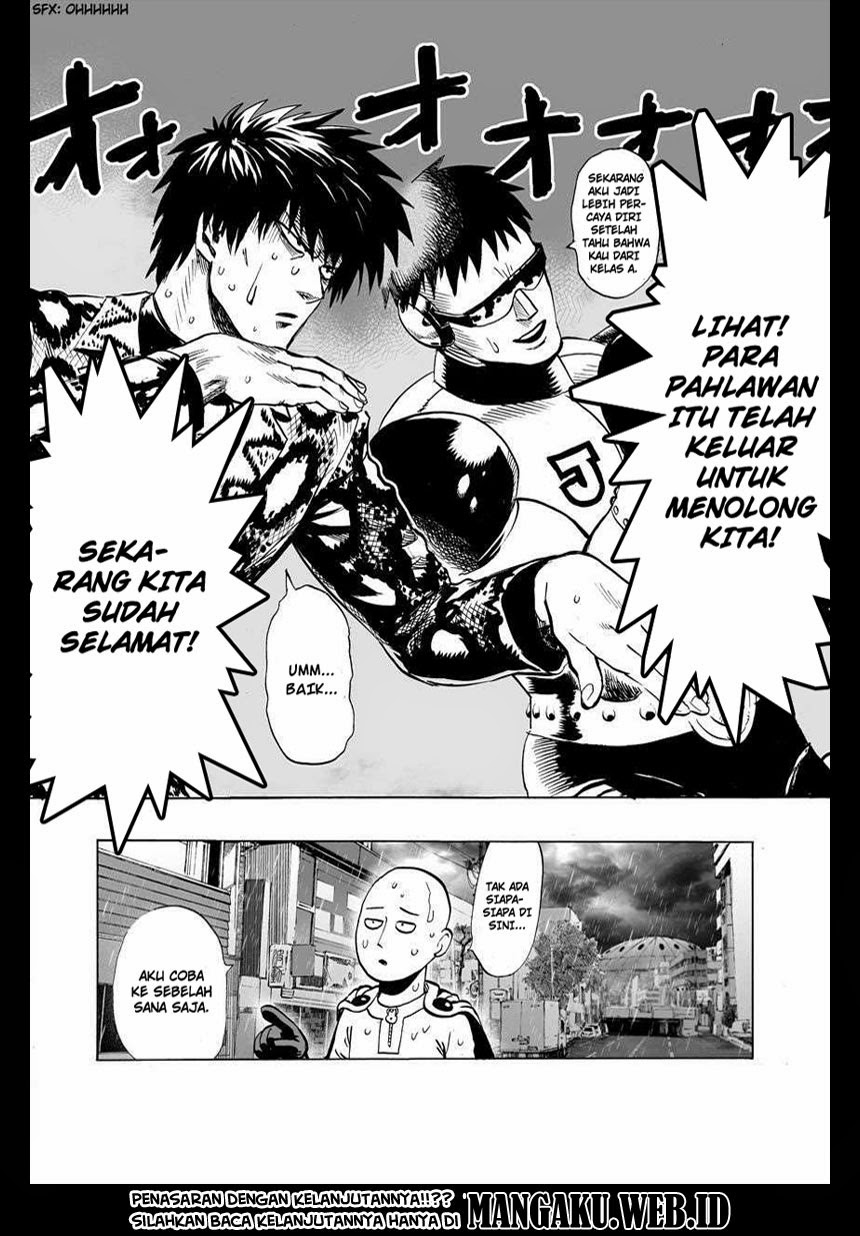 SFX: OHHHHHH
オオオオオオオ
SEKARANG
AKU JADI
LEBIH PER-
CAYA DIRI
SETELAH
TAHU BAHWA
KAU DARI
KELAS A.
LIHAT!
PARA
PAHLAWAN
ITU TELAH
KELUAR
UNTUK
MENOLONG
KITA!
SEKA-
RANG KITA
SUDAH
SELAMAT!
UMM...
BAIK...
J
TAK ADA
SIAPA-
SIAPA DI
SINI...
AKU COBA
KE SEBELAH
SANA SAJA.
PENASARAN DENGAN KELANJUTANNYA!!??
SILAHKAN BACA KELANJUTANNYA HANYA DI MANGAKU.WEB.ID